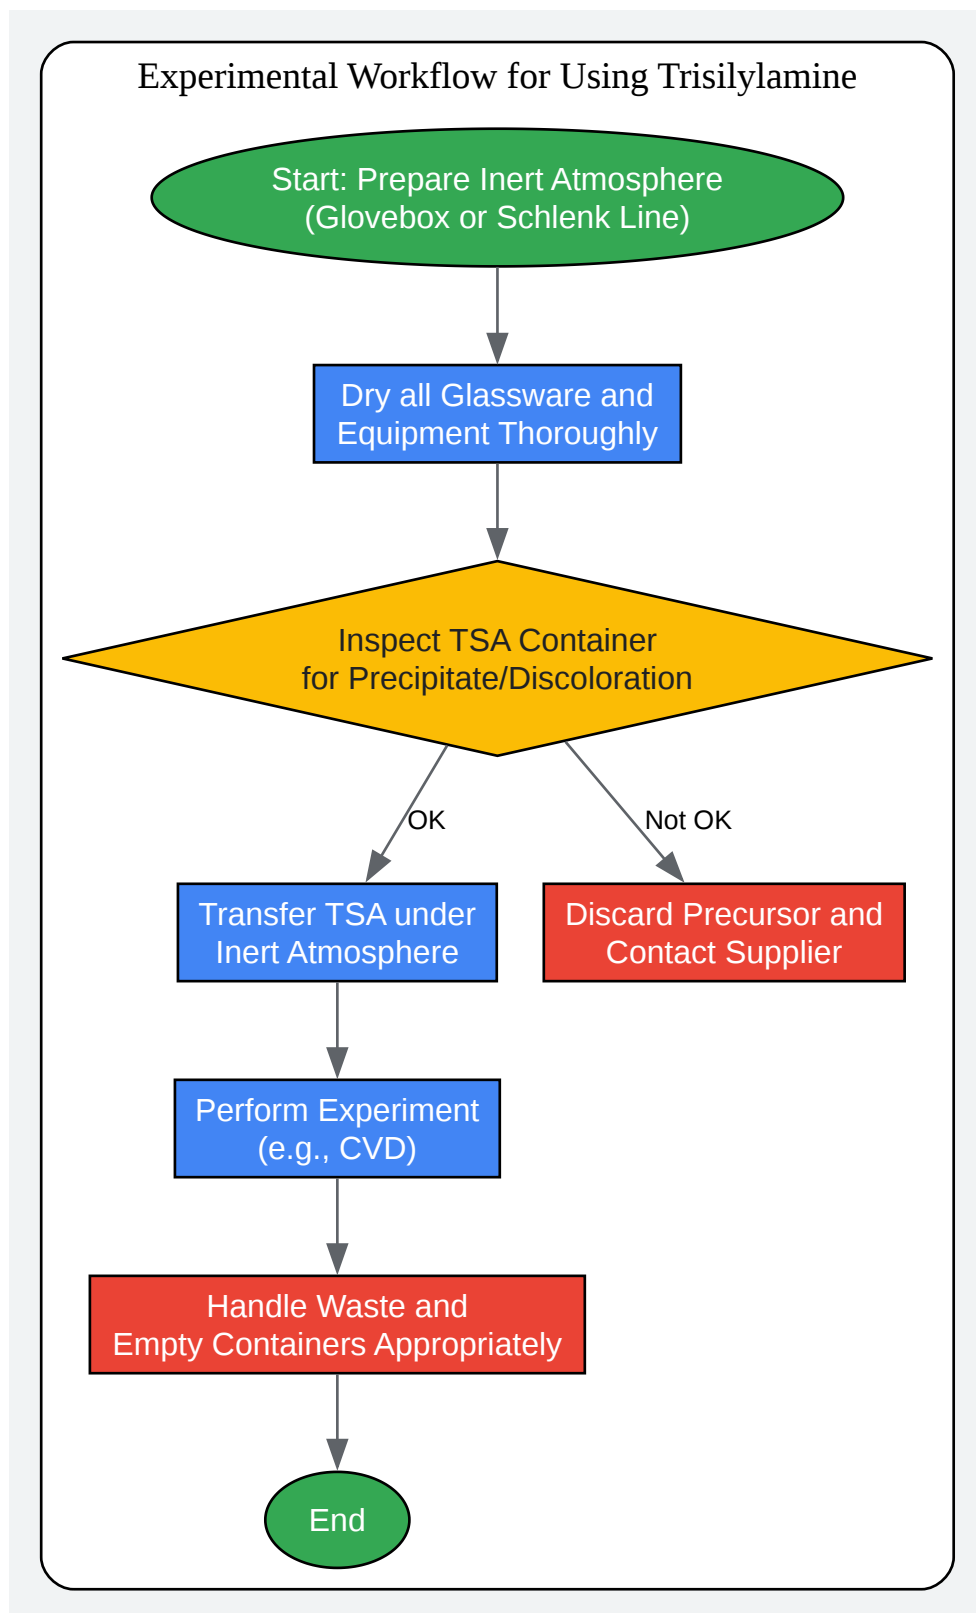 Experimental Workflow for Using Trisilylamine
Start: Prepare Inert Atmosphere
(Glovebox or Schlenk Line)
Dry all Glassware and
Equipment Thoroughly
Inspect TSA Container
for Precipitate/Discoloration
OK
Not OK
Transfer TSA under
Inert Atmosphere
Discard Precursor and
Contact Supplier
Perform Experiment
(e.g., CVD)
Handle Waste and
Empty Containers Appropriately
End